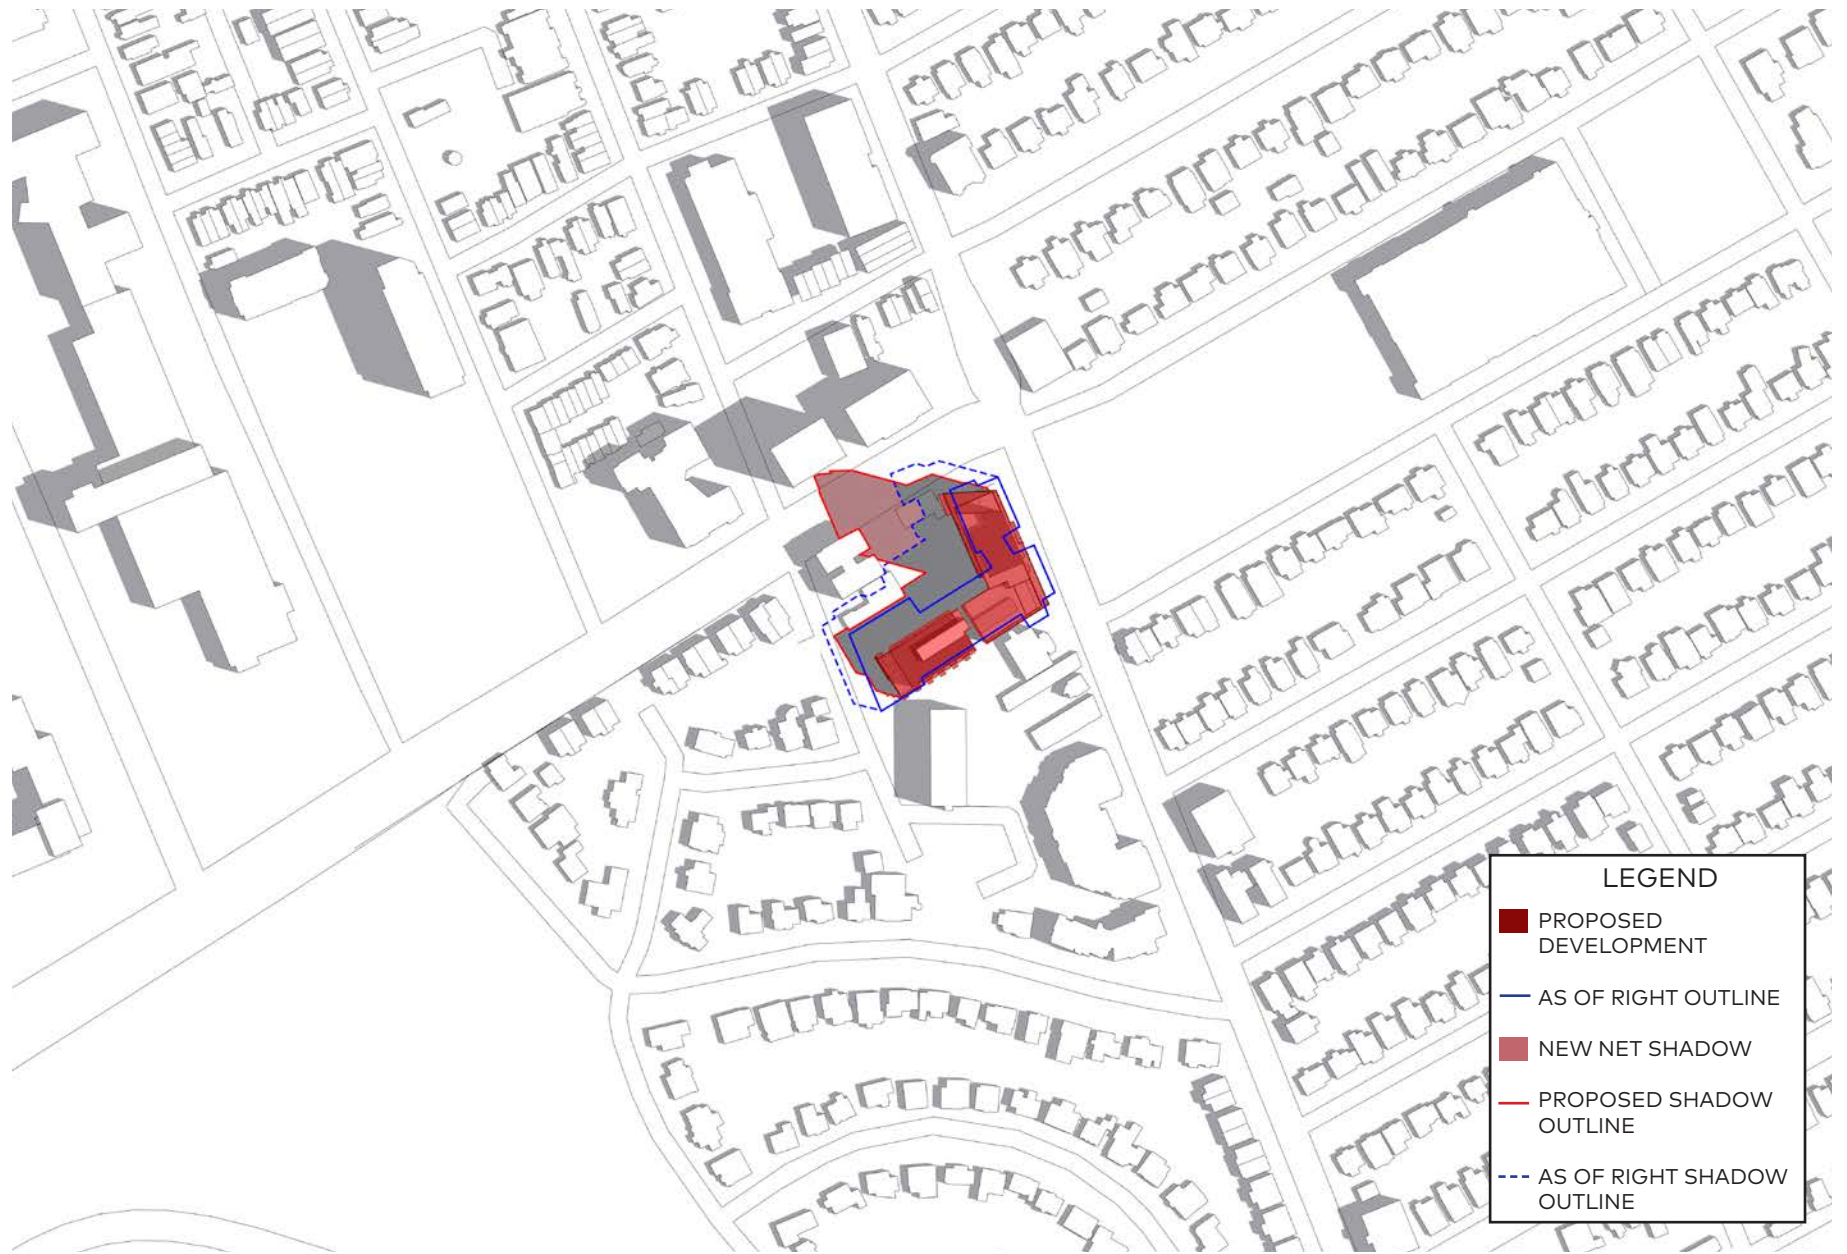 LEGEND
PROPOSED
DEVELOPMENT
AS OF RIGHT OUTLINE
NEW NET SHADOW
PROPOSED SHADOW
OUTLINE
AS OF RIGHT SHADOW
OUTLINE